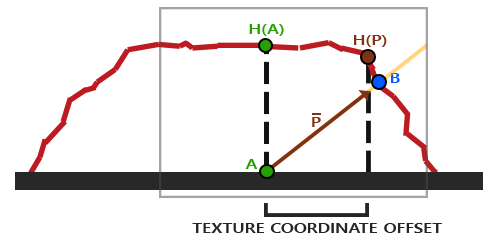 H(A)
H(P)
B
P̅
A
TEXTURE COORDINATE OFFSET